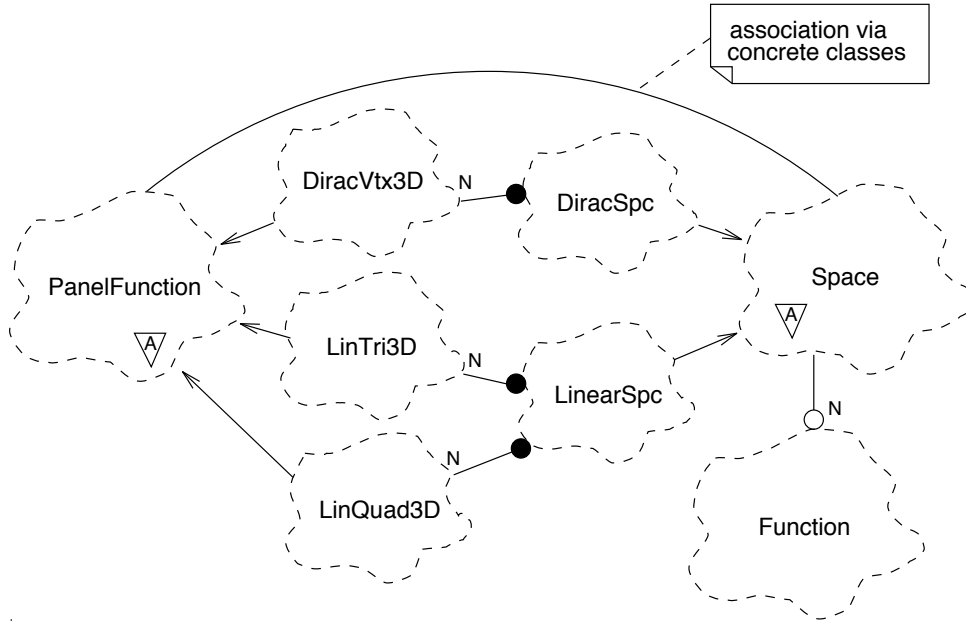 association via
concrete classes
DiracVtx3D
N
DiracSpc
PanelFunction
A
Space
A
LinTri3D
N
LinearSpc
N
N
LinQuad3D
Function